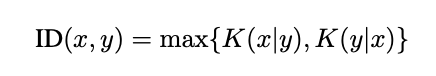 ID(x, y) = max{K(x|y), K(y|x)}